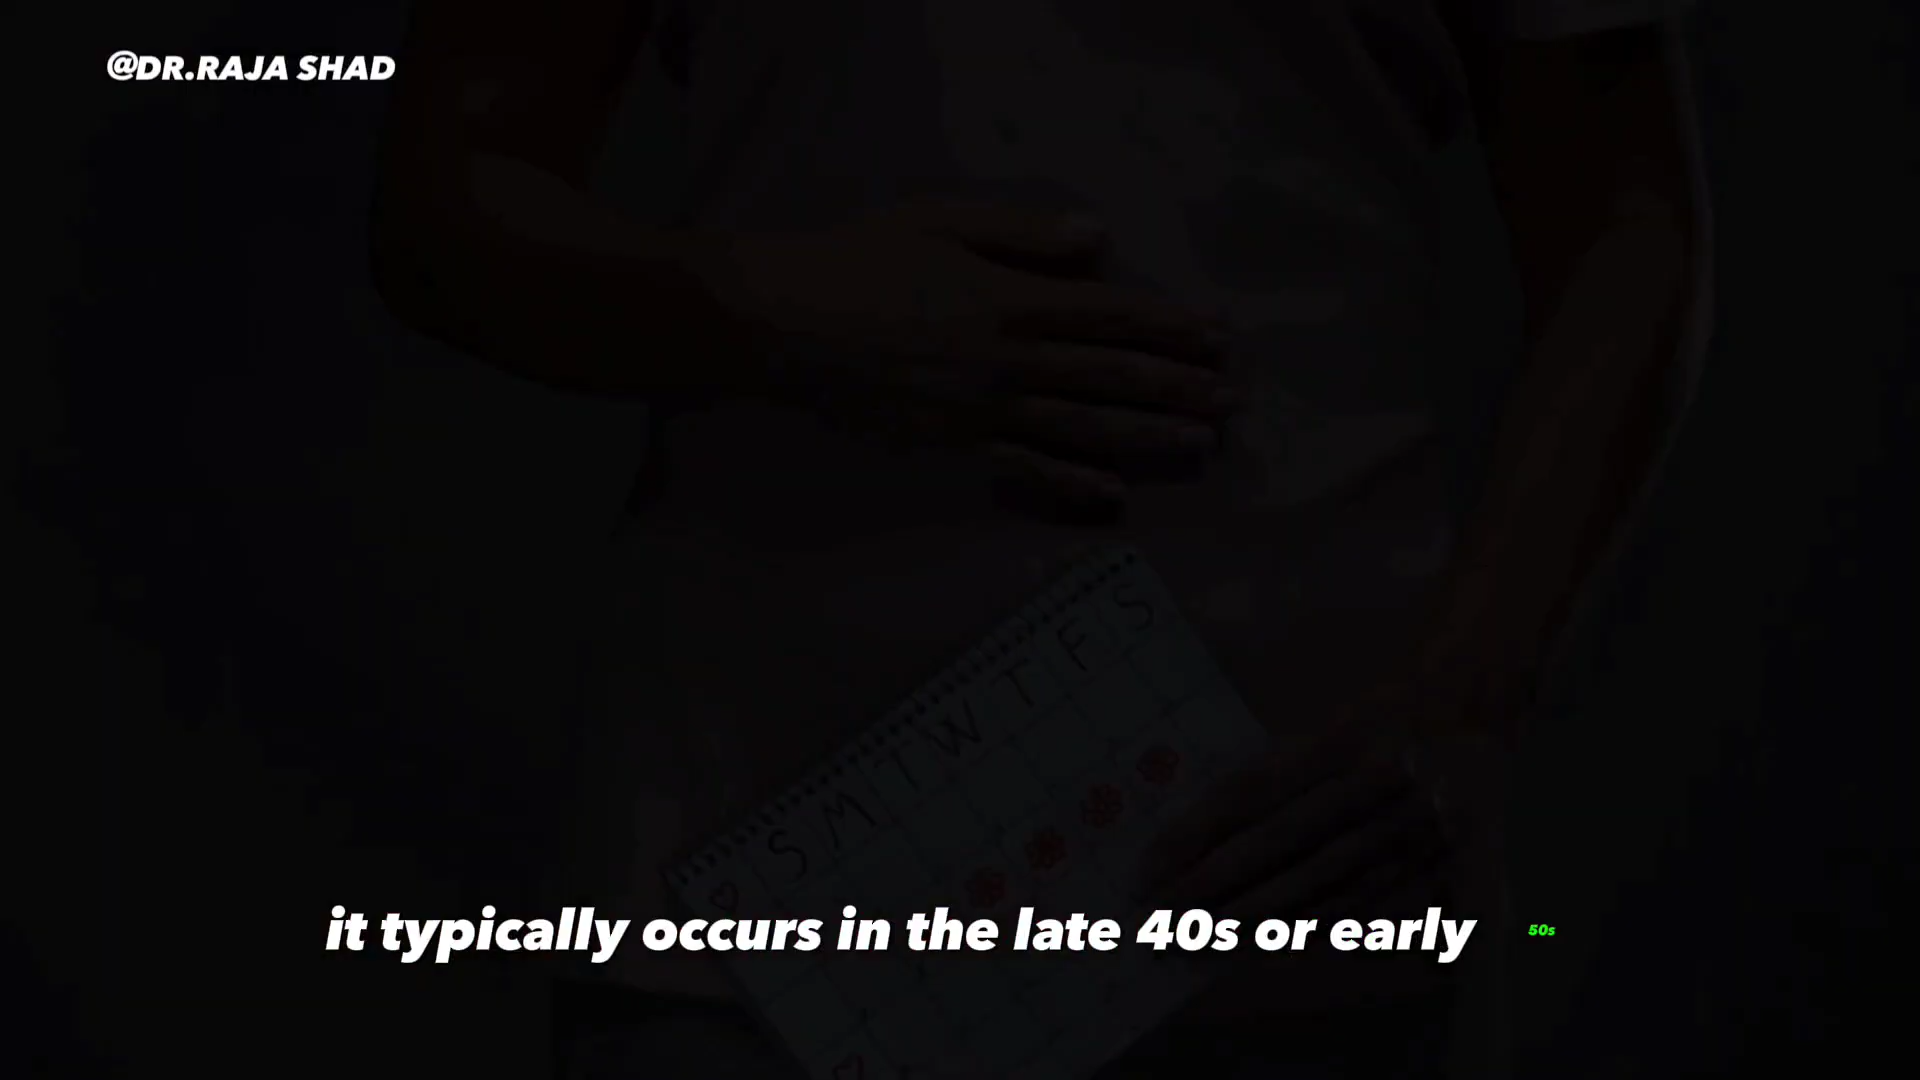 @DR.RAJA SHAD
S M T W T F S
it typically occurs in the late 40s or early 50s